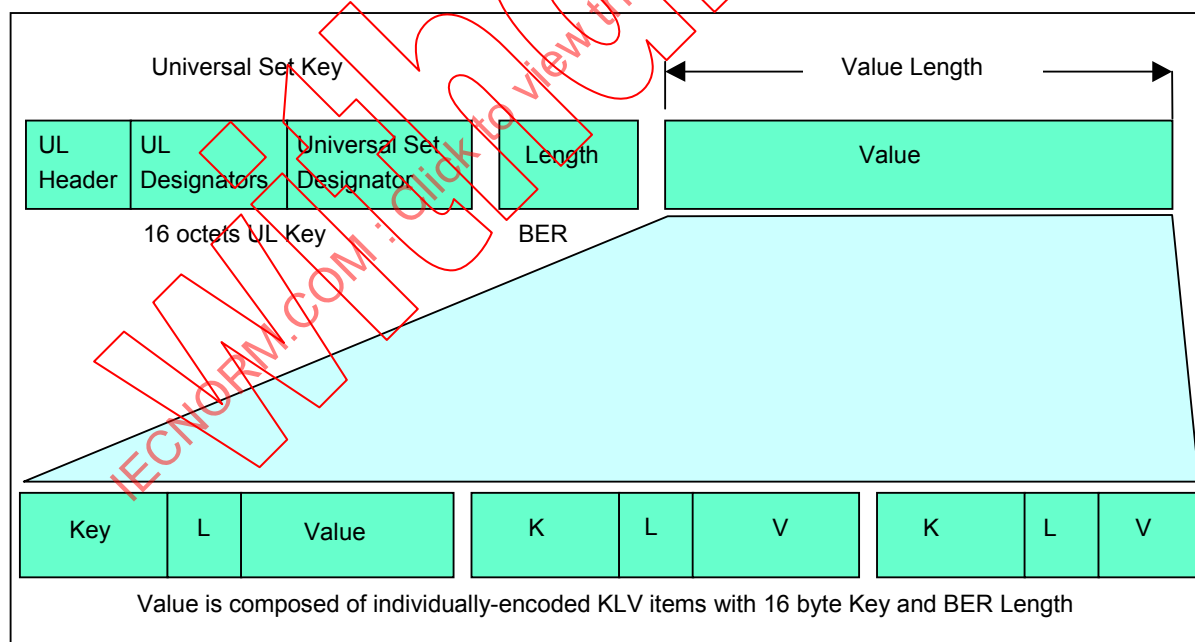 Universal Set Key
Value Length
UL Header
UL Designators
Universal Set Designator
Length
Value
16 octets UL Key
BER
Key
L
Value
K
L
V
K
L
V
Value is composed of individually-encoded KLV items with 16 byte Key and BER Length
IECNORM.COM : Click to view th